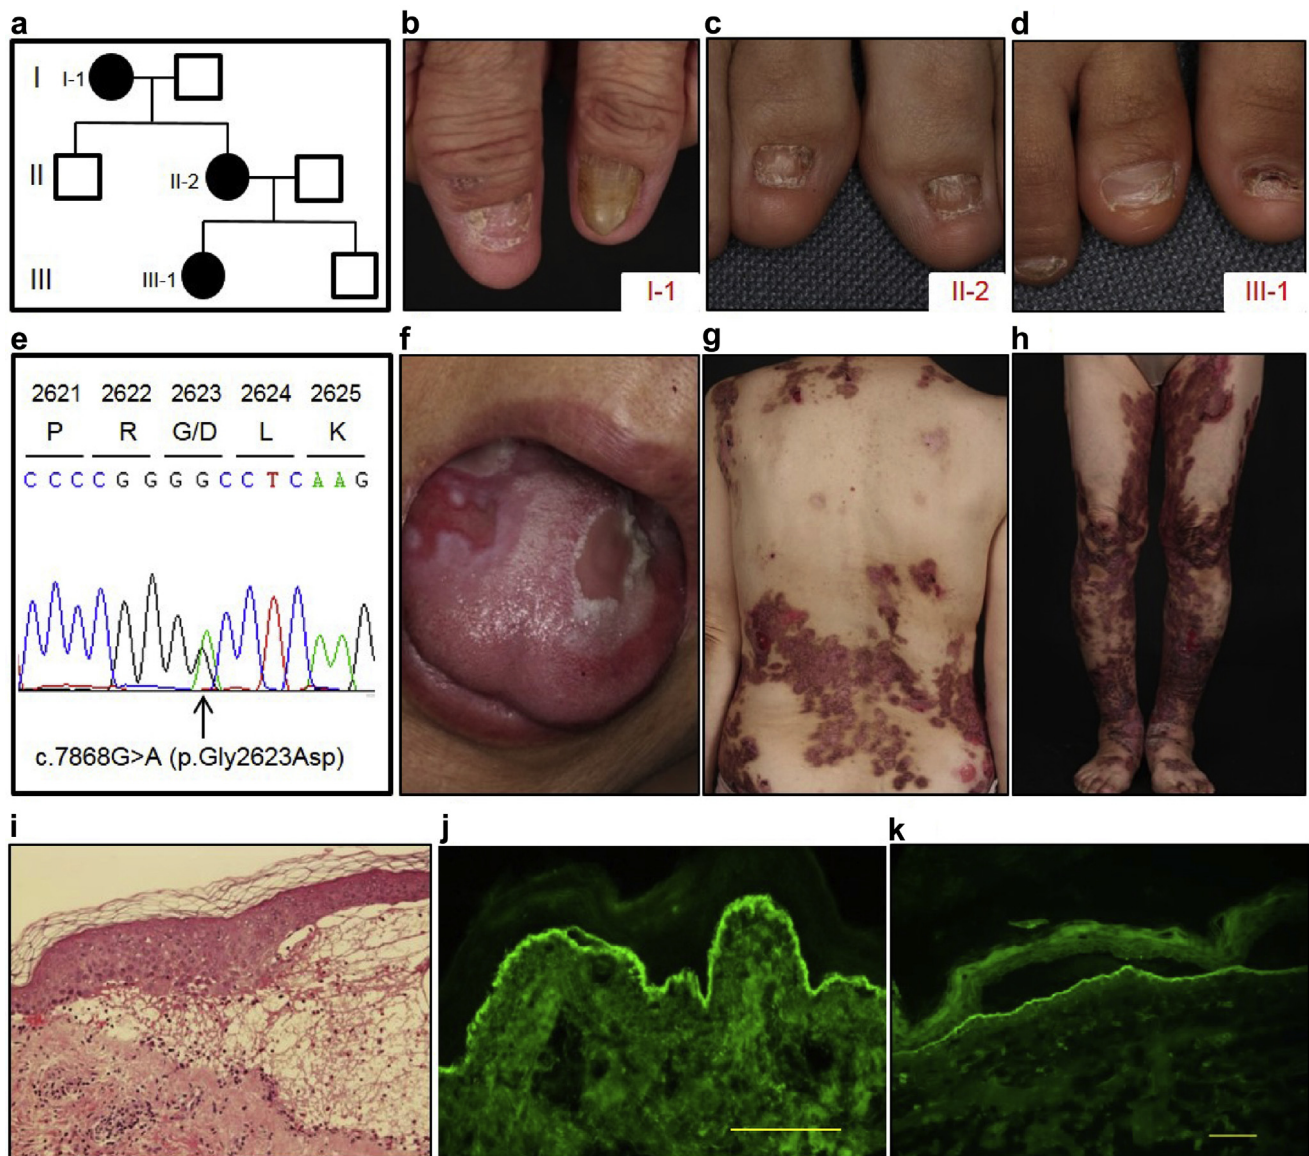 a
b
c
d
I
I-1
II
II-2
III
III-1
I-1
II-2
III-1
e
f
g
h
2621 2622 2623 2624 2625
P R G/D L K
C C C C G G G G C C T C A A G
c.7868G>A (p.Gly2623Asp)
i
j
k